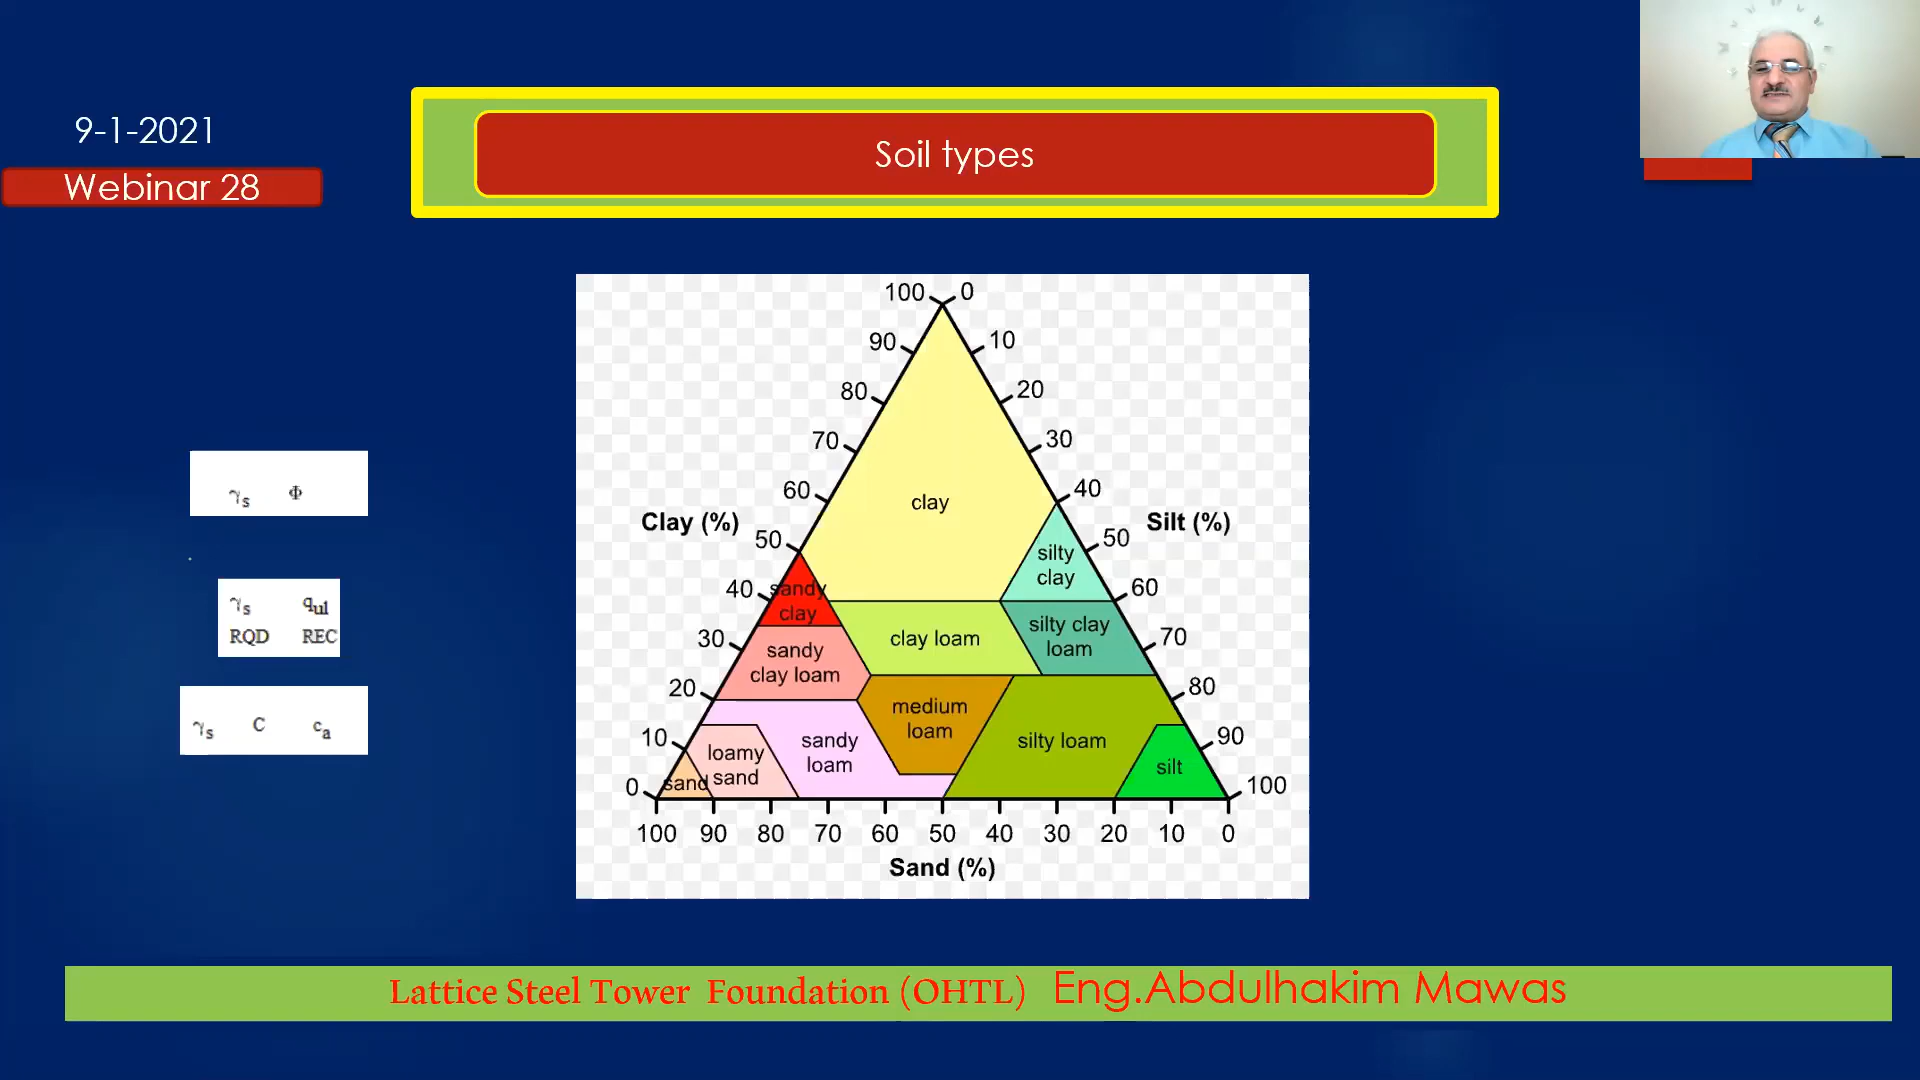 9-1-2021
Webinar 28
Soil types
γs Φ
γs qul
RQD REC
γs C ca
100 0
90 10
80 20
70 30
60 40
Clay (%) Silt (%)
50 50
40 60
30 70
20 80
10 90
0 100
clay
silty
clay
sandy
clay
clay loam
silty clay
loam
sandy
clay loam
medium
loam
silty loam
sandy
loam
loamy
sand
sand
silt
100 90 80 70 60 50 40 30 20 10 0
Sand (%)
Lattice Steel Tower Foundation (OHTL) Eng.Abdulhakim Mawas